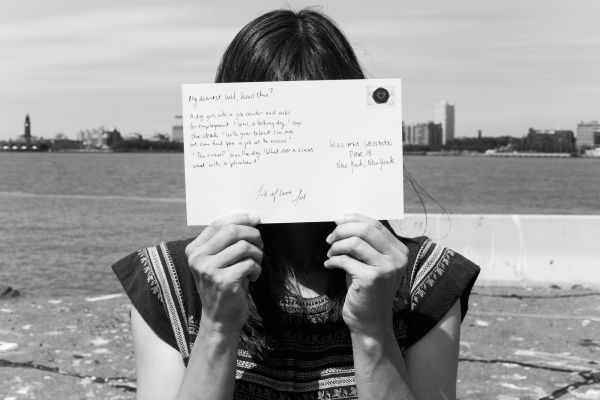 My dearest Will, how's this?
A dog goes into a job center and asks
for employment. 'Wow, a talking dog,' says
the clerk. 'With your talent I'm sure
we can find you a job at the circus'
'The circus?' says the dog 'What does a circus
want with a plumber?'
Lots of love
William
Pier 18
New York, New York